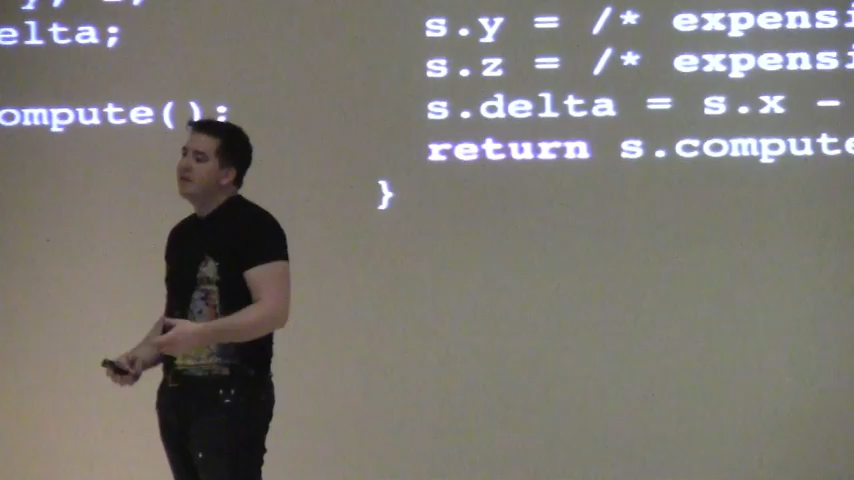 elta;
ompute();
s.y = /* expensi
s.z = /* expensi
s.delta = s.x -
return s.compute
}